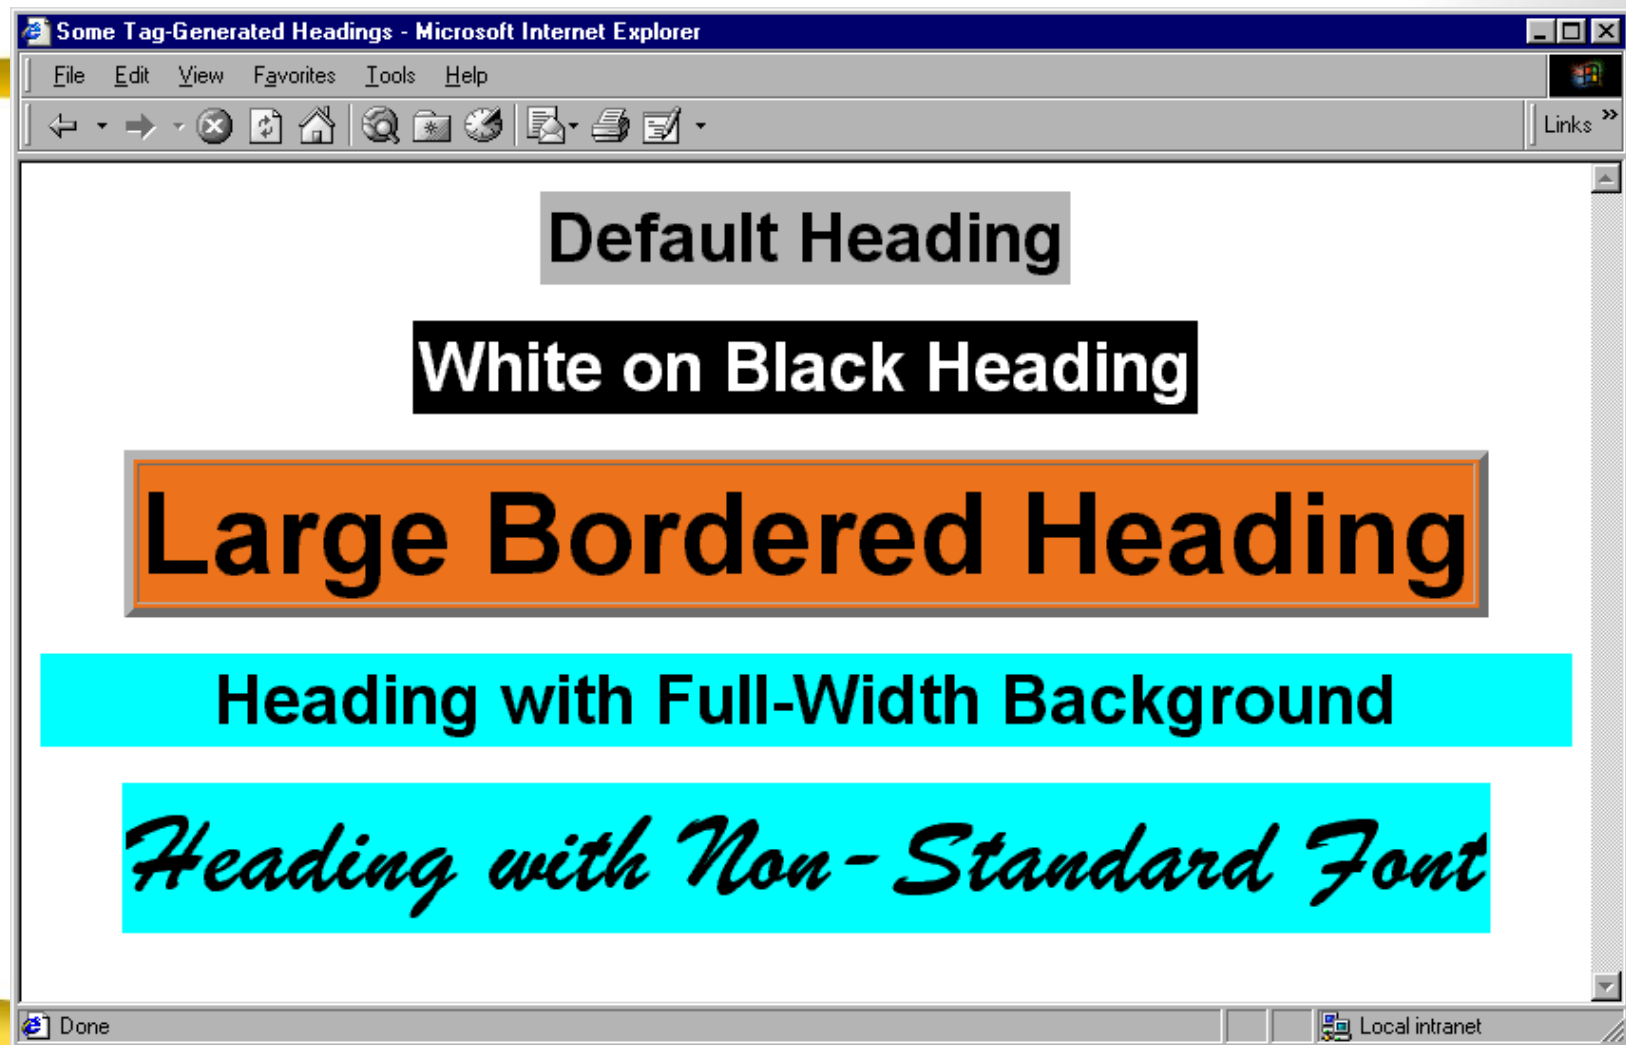 Some Tag-Generated Headings - Microsoft Internet Explorer
File Edit View Favorites Tools Help
Links »
Default Heading
White on Black Heading
Large Bordered Heading
Heading with Full-Width Background
Heading with Non-Standard Font
Done Local intranet